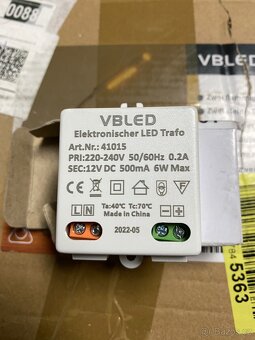 0088
VBLED
Elektronischer LED Trafo
Art.Nr.: 41015
PRI:220-240V 50/60Hz 0.2A
SEC:12V DC 500mA 6W Max
Ta:40°C Tc:70°C
Made in China
L N
2022-05
VBLED
5363